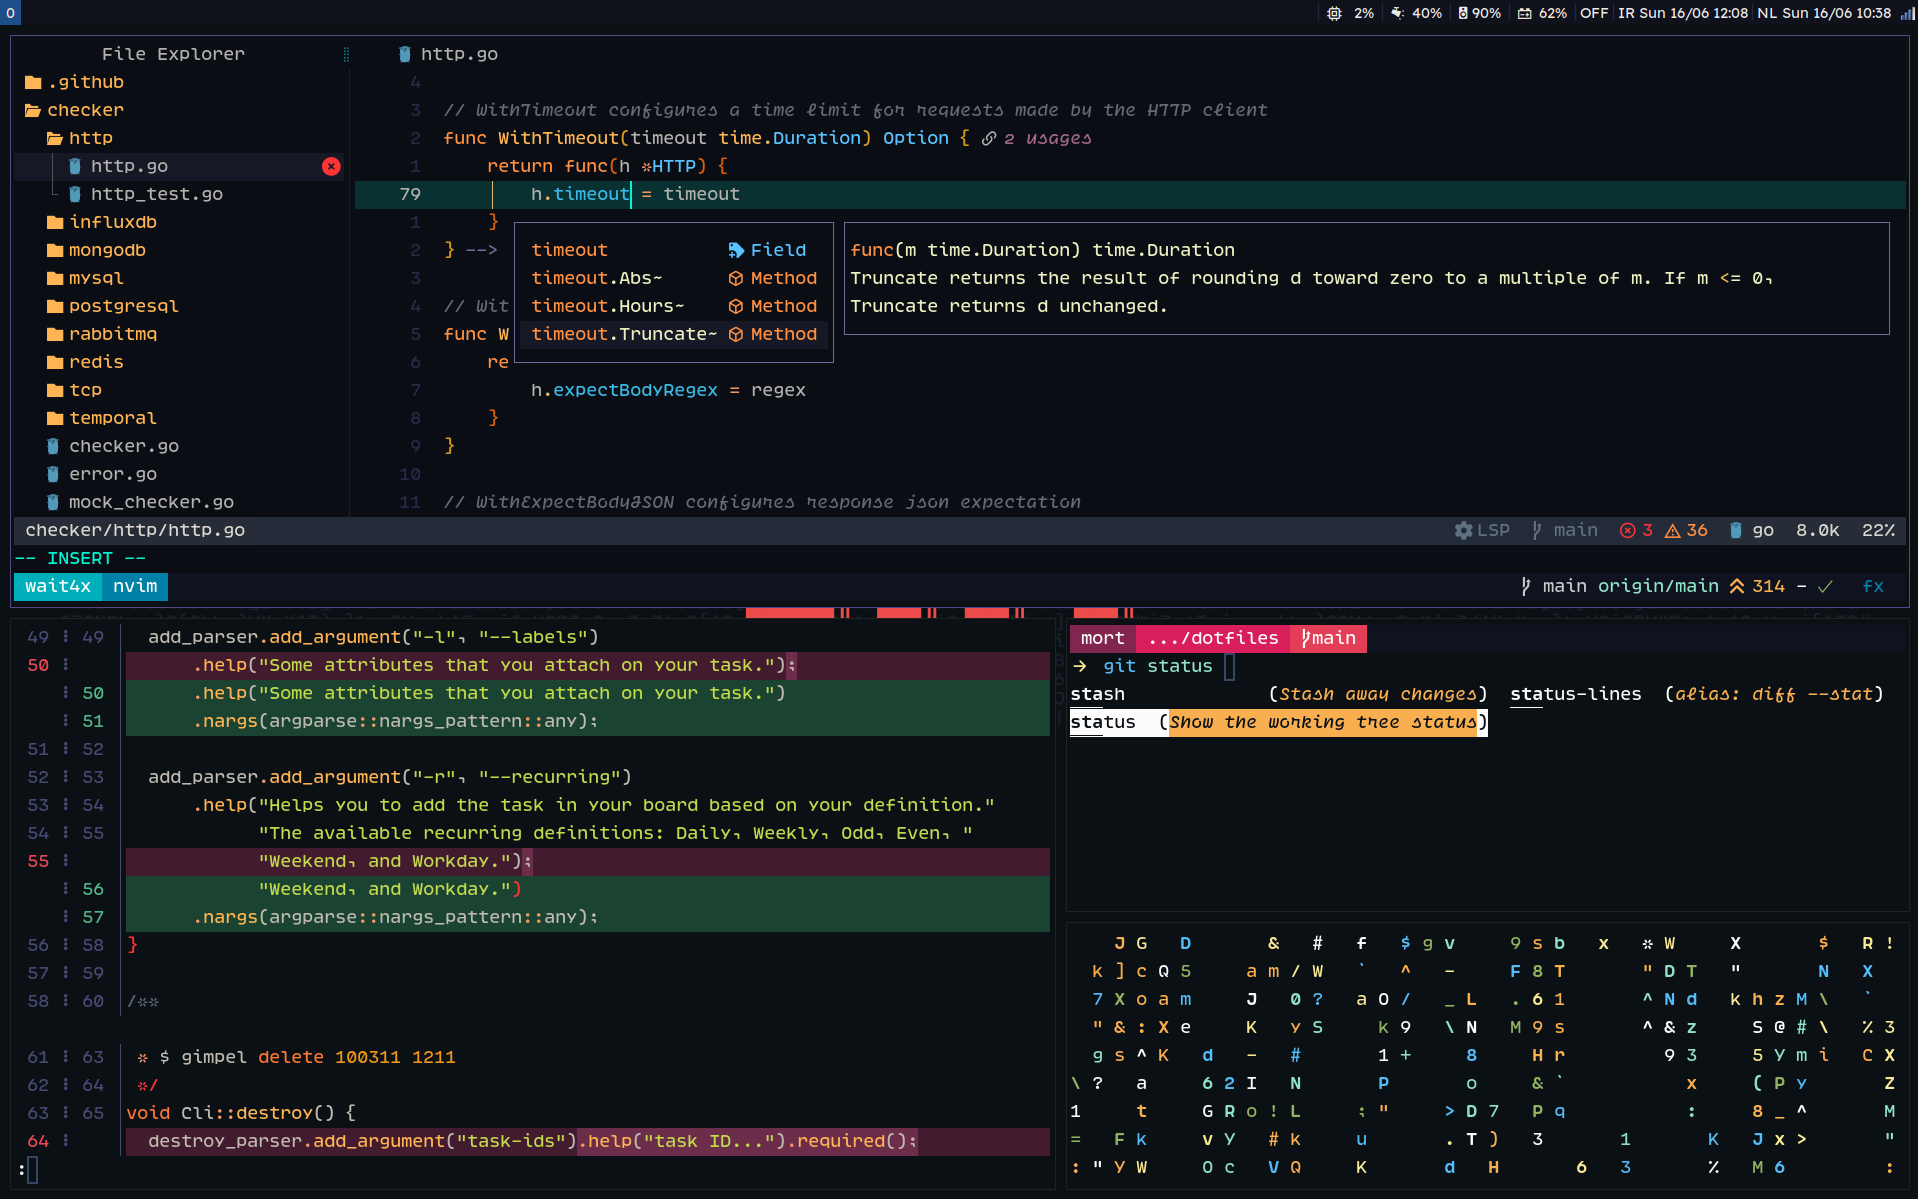 0 2% 40% 90% 62% OFF IR Sun 16/06 12:08 NL Sun 16/06 10:38
File Explorer
.github
checker
http
http.go
http_test.go
influxdb
mongodb
mysql
postgresql
rabbitmq
redis
tcp
temporal
checker.go
error.go
mock_checker.go
http.go
4
3 // WithTimeout configures a time limit for requests made by the HTTP client
2 func WithTimeout(timeout time.Duration) Option { 2 usages
1 return func(h *HTTP) {
79 h.timeout = timeout
1 }
2 } -->
3
4 // Wit
5 func W
6 re
7 h.expectBodyRegex = regex
8 }
9 }
10
11 // WithExpectBodyJSON configures response json expectation
timeout Field
timeout.Abs~ Method
timeout.Hours~ Method
timeout.Truncate~ Method
func(m time.Duration) time.Duration
Truncate returns the result of rounding d toward zero to a multiple of m. If m <= 0,
Truncate returns d unchanged.
checker/http/http.go LSP main 3 36 go 8.0k 22%
-- INSERT --
wait4x nvim main origin/main 314 - ✓ fx
49 ⋮ 49 add_parser.add_argument("-l", "--labels")
50 ⋮ .help("Some attributes that you attach on your task.");
⋮ 50 .help("Some attributes that you attach on your task.")
⋮ 51 .nargs(argparse::nargs_pattern::any);
51 ⋮ 52
52 ⋮ 53 add_parser.add_argument("-r", "--recurring")
53 ⋮ 54 .help("Helps you to add the task in your board based on your definition."
54 ⋮ 55 "The available recurring definitions: Daily, Weekly, Odd, Even, "
55 ⋮ "Weekend, and Workday.");
⋮ 56 "Weekend, and Workday.")
⋮ 57 .nargs(argparse::nargs_pattern::any);
56 ⋮ 58 }
57 ⋮ 59
58 ⋮ 60 /**
61 ⋮ 63 * $ gimpel delete 100311 1211
62 ⋮ 64 */
63 ⋮ 65 void Cli::destroy() {
64 ⋮ destroy_parser.add_argument("task-ids").help("task ID...").required();
:
mort .../dotfiles main
→ git status
stash (Stash away changes) status-lines (alias: diff --stat)
status (Show the working tree status)
J G D & # f $ g v 9 s b x * W X $ R !
k ] c Q 5 a m / W ` ^ - F 8 T " D T " N X
7 X o a m J 0 ? a O / _ L . 6 1 ^ N d k h z M \ `
" & : X e K y S k 9 \ N M 9 s ^ & z S @ # \ % 3
g s ^ K d - # 1 + 8 H r 9 3 5 y m i C X
\ ? a 6 2 I N P o & ` x ( P y Z
1 t G R o ! L ; " > D 7 P q : 8 _ ^ M
= F k v y # k u . T ) 3 1 K J x > "
: " y W O c V Q K d H 6 3 % M 6 :